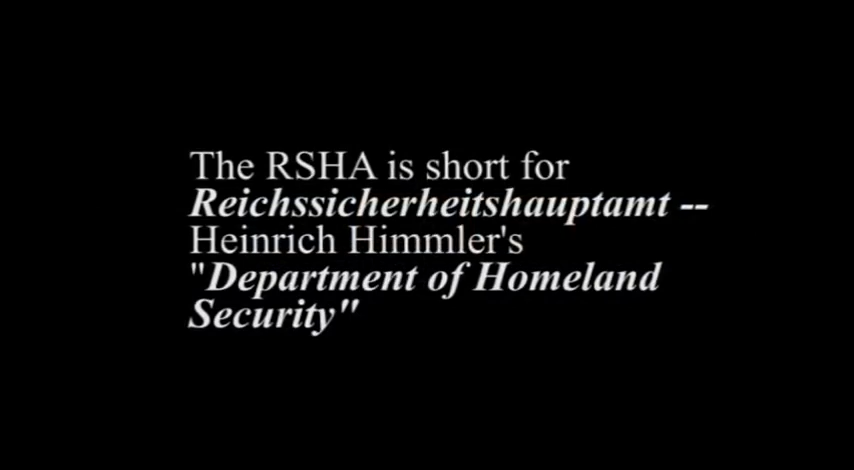 The RSHA is short for
Reichssicherheitshauptamt --
Heinrich Himmler's
"Department of Homeland
Security"